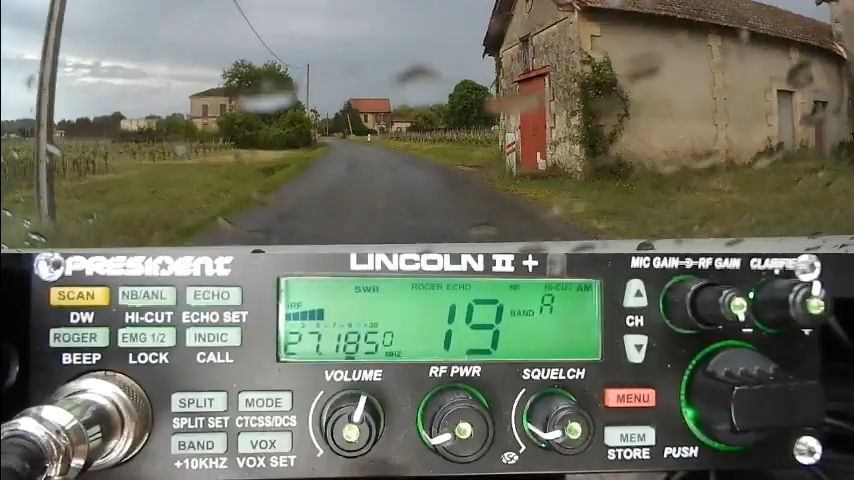 PRESIDENT
LINCOLN II +
MIC GAIN RF GAIN
SCAN NB/ANL ECHO
DW HI-CUT ECHO SET
ROGER EMG 1/2 INDIC
BEEP LOCK CALL
SWR ROGER ECHO HI-CUT AM
RF
BAND A
19
27.1850 MHZ
CH
VOLUME RF PWR SQUELCH
SPLIT MODE
SPLIT SET CTCSS/DCS
BAND VOX
+10KHZ VOX SET
MENU
MEM
STORE PUSH